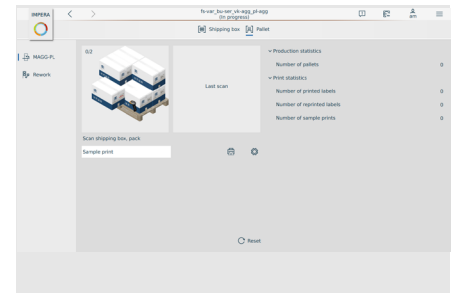 IMPERA
fs-var_bu-ser_vk-agg_pl-agg
(In progress)
am
Shipping box
Pallet
MAGG-PL
Rework
0/2
Last scan
Production statistics
Number of pallets 0
Print statistics
Number of printed labels 0
Number of reprinted labels 0
Number of sample prints 0
Scan shipping box, pack
Sample print
Reset